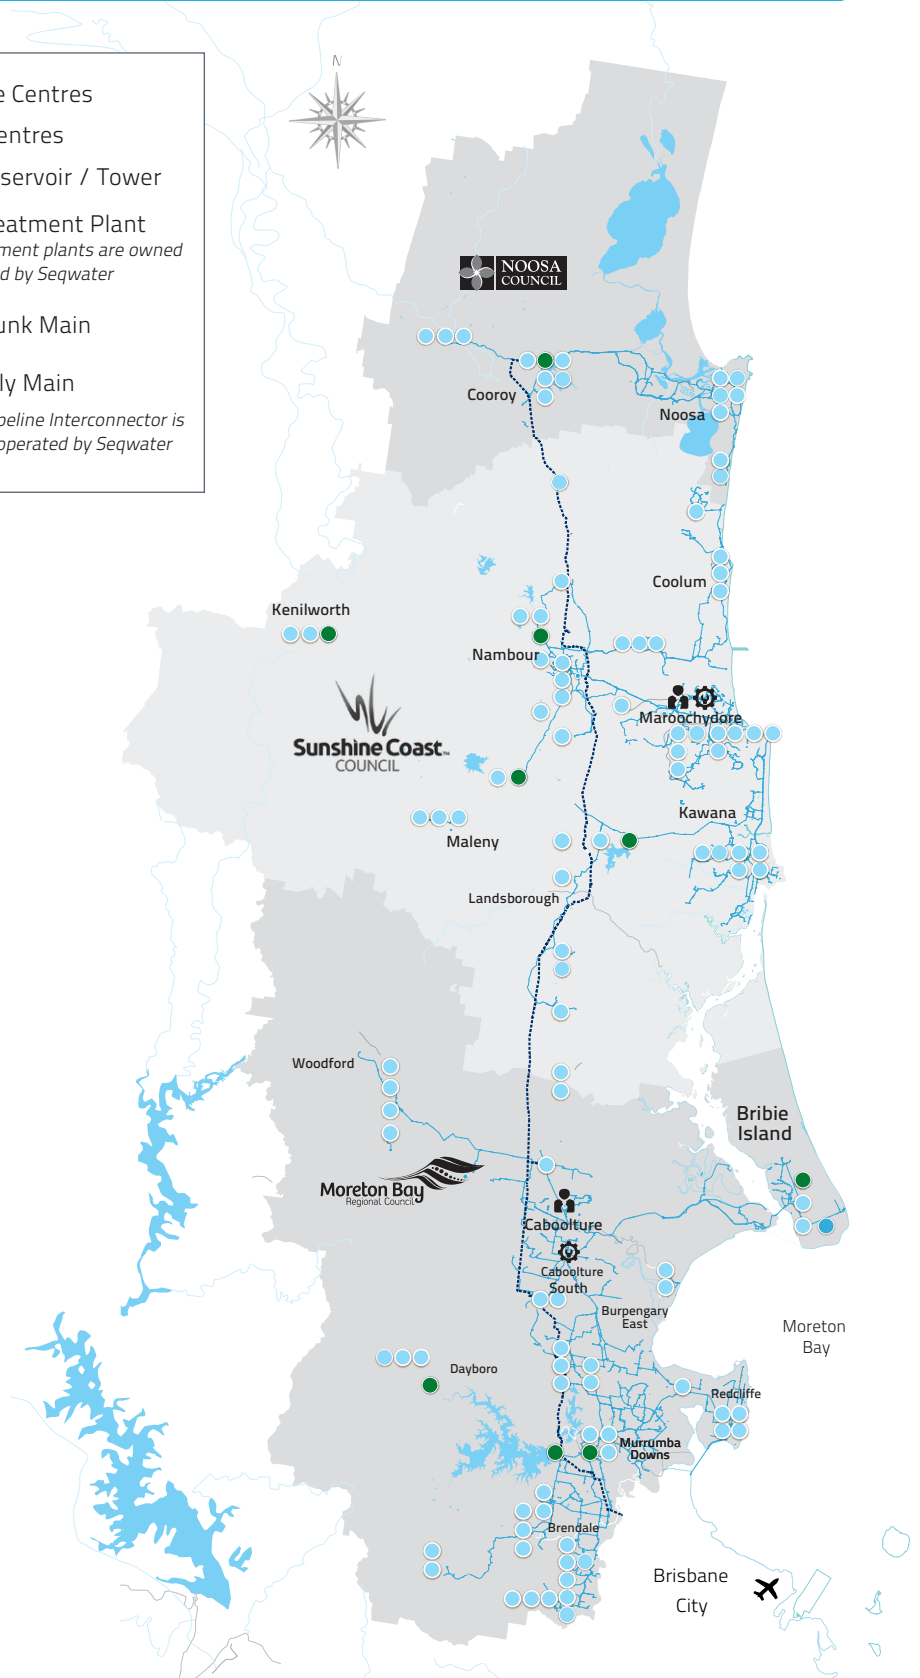 e Centres
entres
servoir / Tower
eatment Plant
ment plants are owned
d by Seqwater
unk Main
ly Main
peline Interconnector is
operated by Seqwater
N
NOOSA
COUNCIL
Cooroy
Noosa
Coolum
Kenilworth
Nambour
Maroochydore
Sunshine Coast
COUNCIL
Kawana
Maleny
Landsborough
Woodford
Bribie
Island
Moreton Bay
Regional Council
Caboolture
Caboolture
South
Burpengary
East
Moreton
Bay
Dayboro
Redcliffe
Murrumba
Downs
Brendale
Brisbane
City